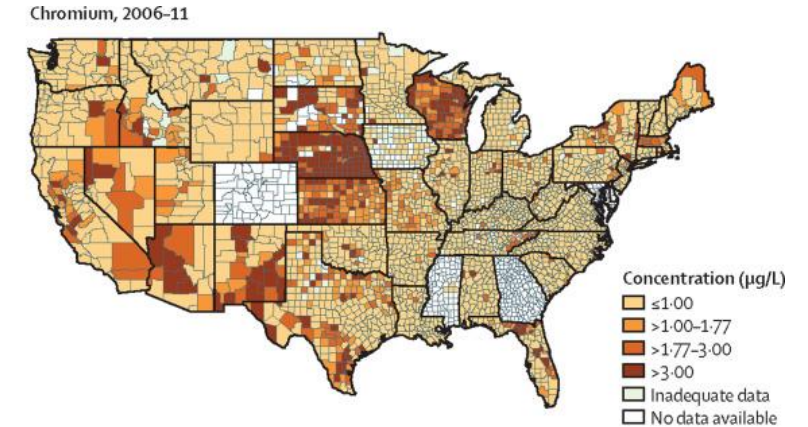 Chromium, 2006–11
Concentration (µg/L)
≤1·00
>1·00–1·77
>1·77–3·00
>3·00
Inadequate data
No data available